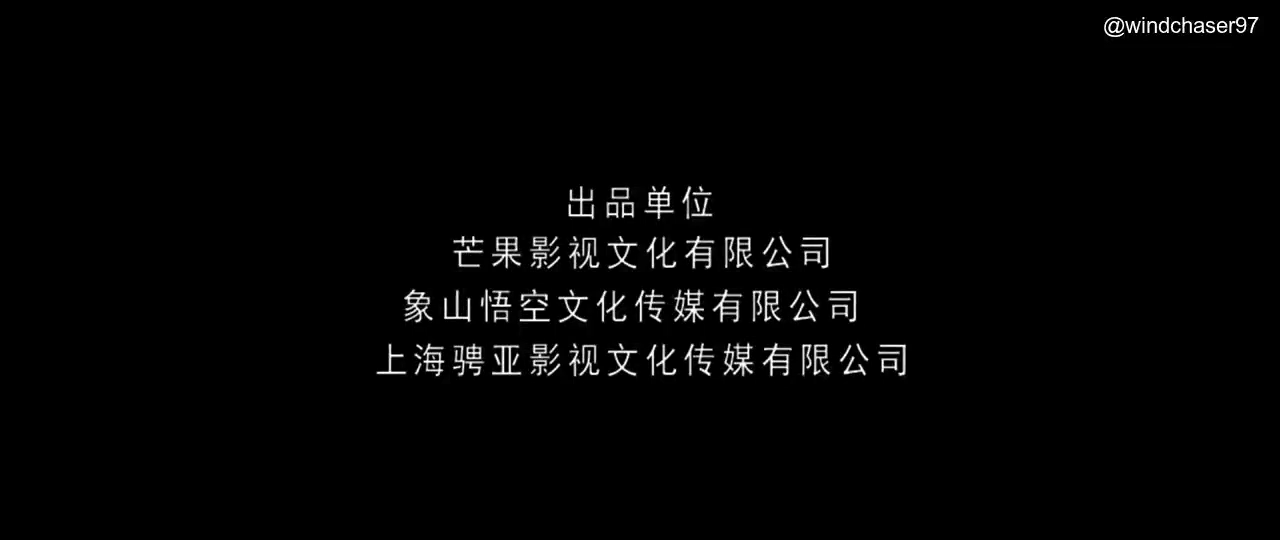 @windchaser97
出品单位
芒果影视文化有限公司
象山悟空文化传媒有限公司
上海骋亚影视文化传媒有限公司